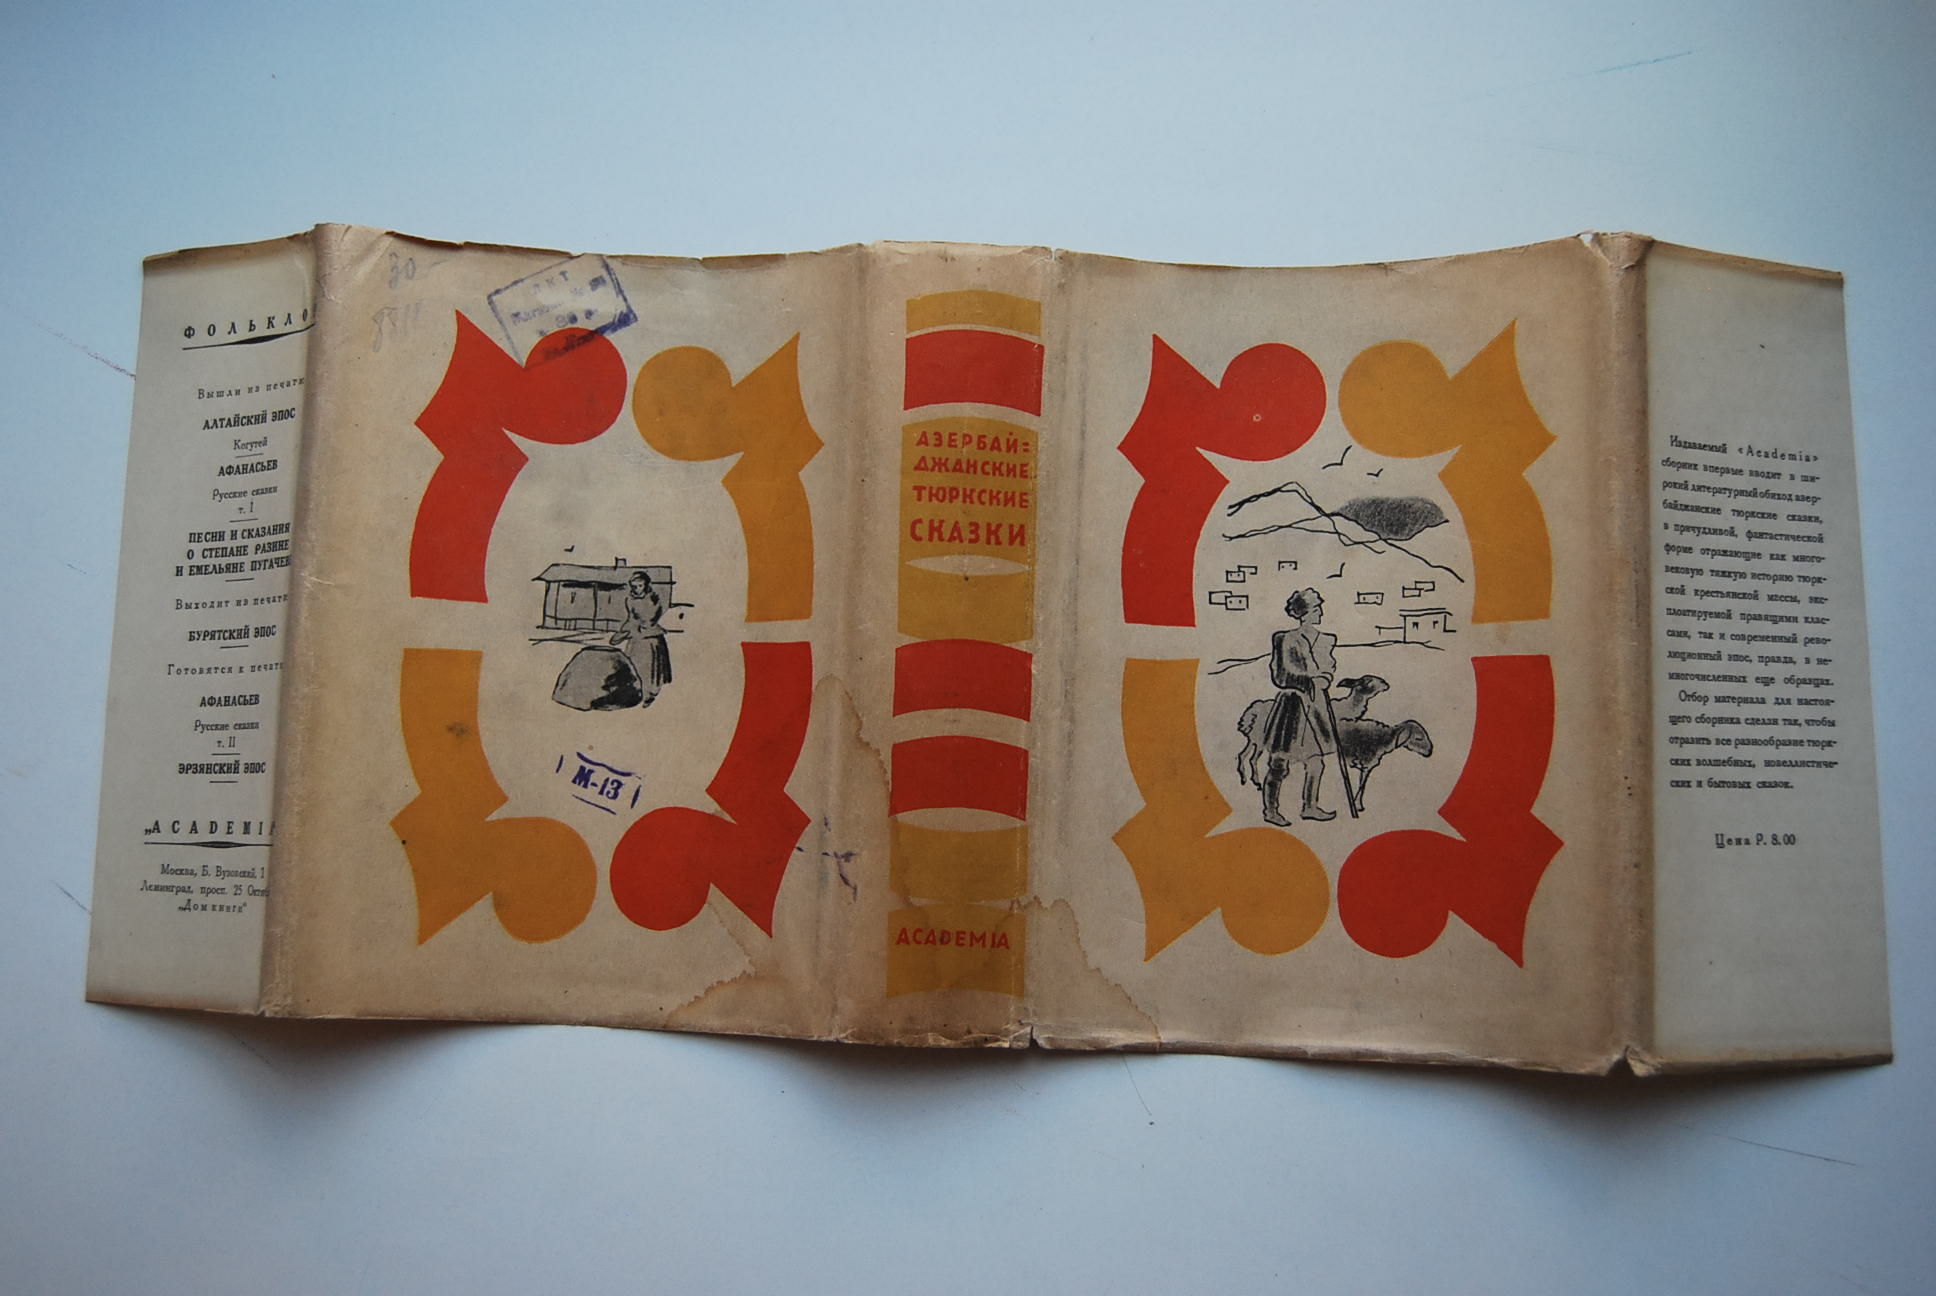 ФОЛЬКЛО
Вышли из печати
АЛТАЙСКИЙ ЭПОС
Когутей
АФАНАСЬЕВ
Русские сказки
т. I
ПЕСНИ И СКАЗАНИЯ
О СТЕПАНЕ РАЗИНЕ
И ЕМЕЛЬЯНЕ ПУГАЧЕВЕ
Выходит из печати
БУРЯТСКИЙ ЭПОС
Готовятся к печати
АФАНАСЬЕВ
Русские сказки
т. II
ЭРЗЯНСКИЙ ЭПОС
„ACADEMIA
Москва, Б. Вузовский, 1
Ленинград, просп. 25 Октяб
„Дом книги“
30 —
М-13
АЗЕРБАЙ=
ДЖАНСКИЕ
ТЮРКСКИЕ
СКАЗКИ
ACADEMIA
Издаваемый «Academia»
сборник впервые вводит в ши-
рокий литературный обиход азер-
байджанские тюркские сказки,
в причудливой, фантастической
форме отражающие как много-
вековую тяжкую историю тюрк-
ской крестьянской массы, экс-
плоатируемой правящими клас-
сами, так и современный рево-
люционный эпос, правда, в не-
многочисленных еще образцах.
Отбор материала для настоя-
щего сборника сделан так, чтобы
отразить все разнообразие тюрк-
ских волшебных, новеллистиче-
ских и бытовых сказок.
Цена Р. 8.00